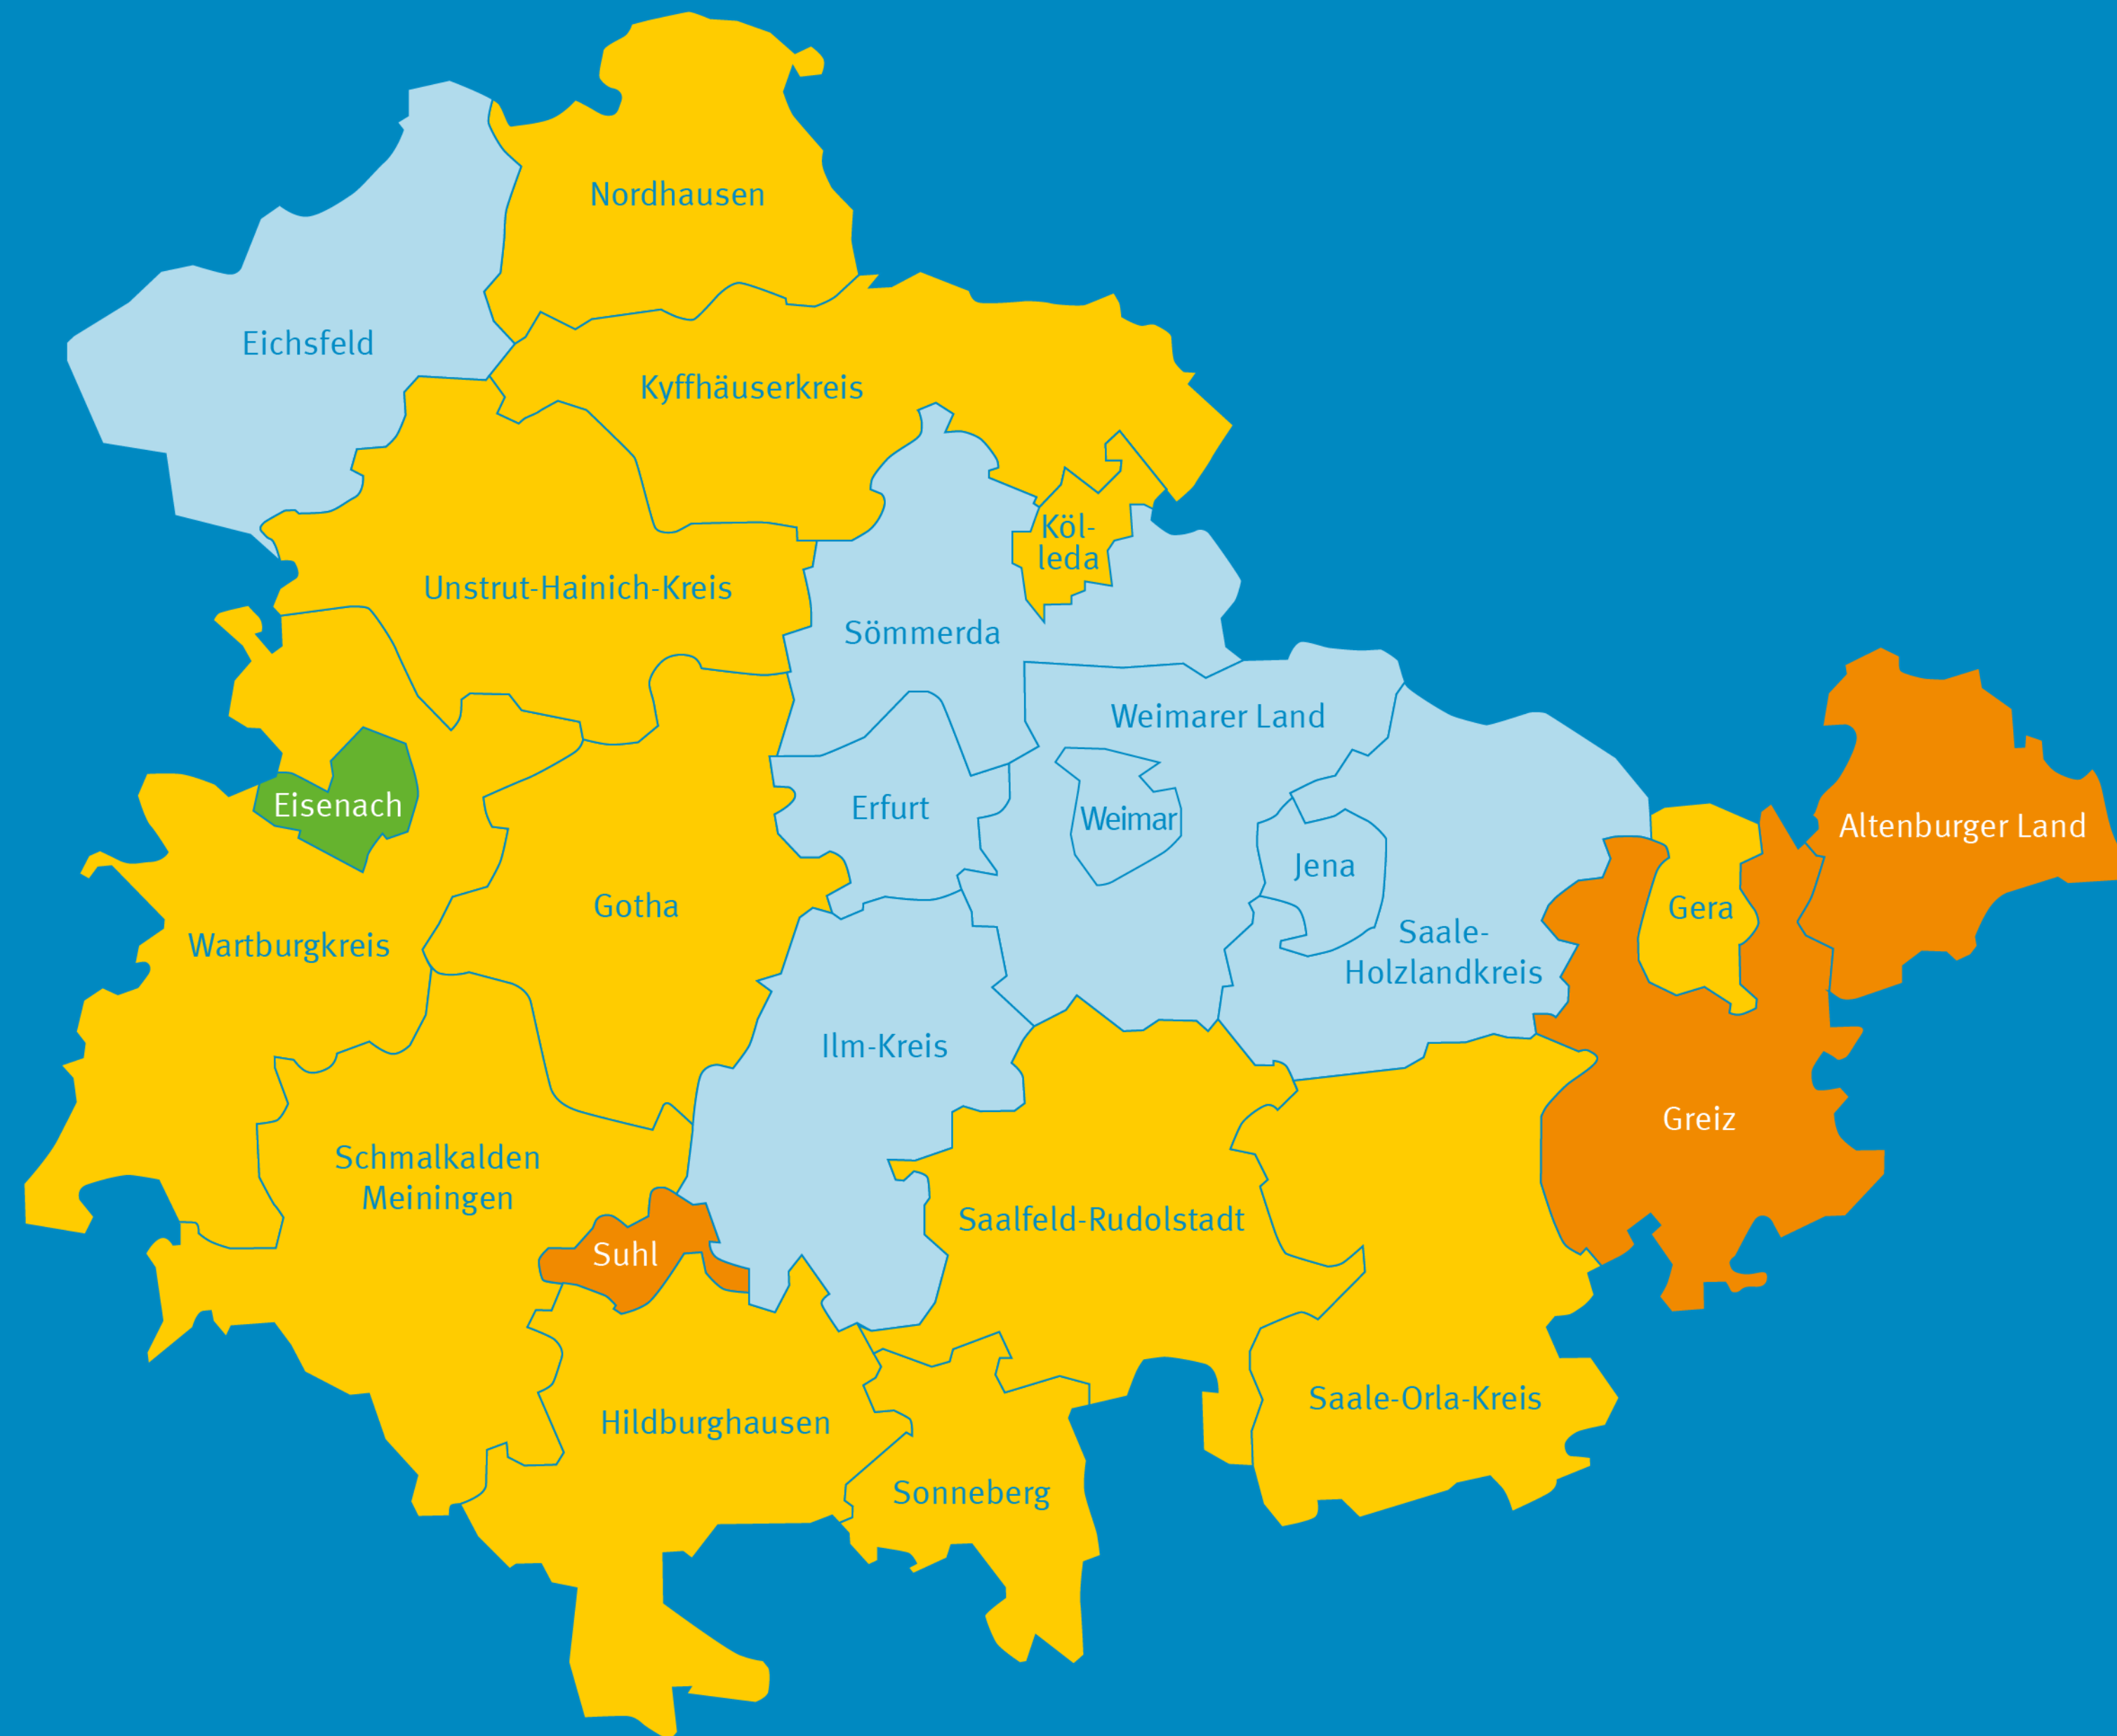 Nordhausen
Eichsfeld
Kyffhäuserkreis
Köl-
leda
Unstrut-Hainich-Kreis
Sömmerda
Weimarer Land
Eisenach
Erfurt
Weimar
Altenburger Land
Jena
Gotha
Gera
Wartburgkreis
Saale-
Holzlandkreis
Ilm-Kreis
Greiz
Schmalkalden
Meiningen
Saalfeld-Rudolstadt
Suhl
Saale-Orla-Kreis
Hildburghausen
Sonneberg